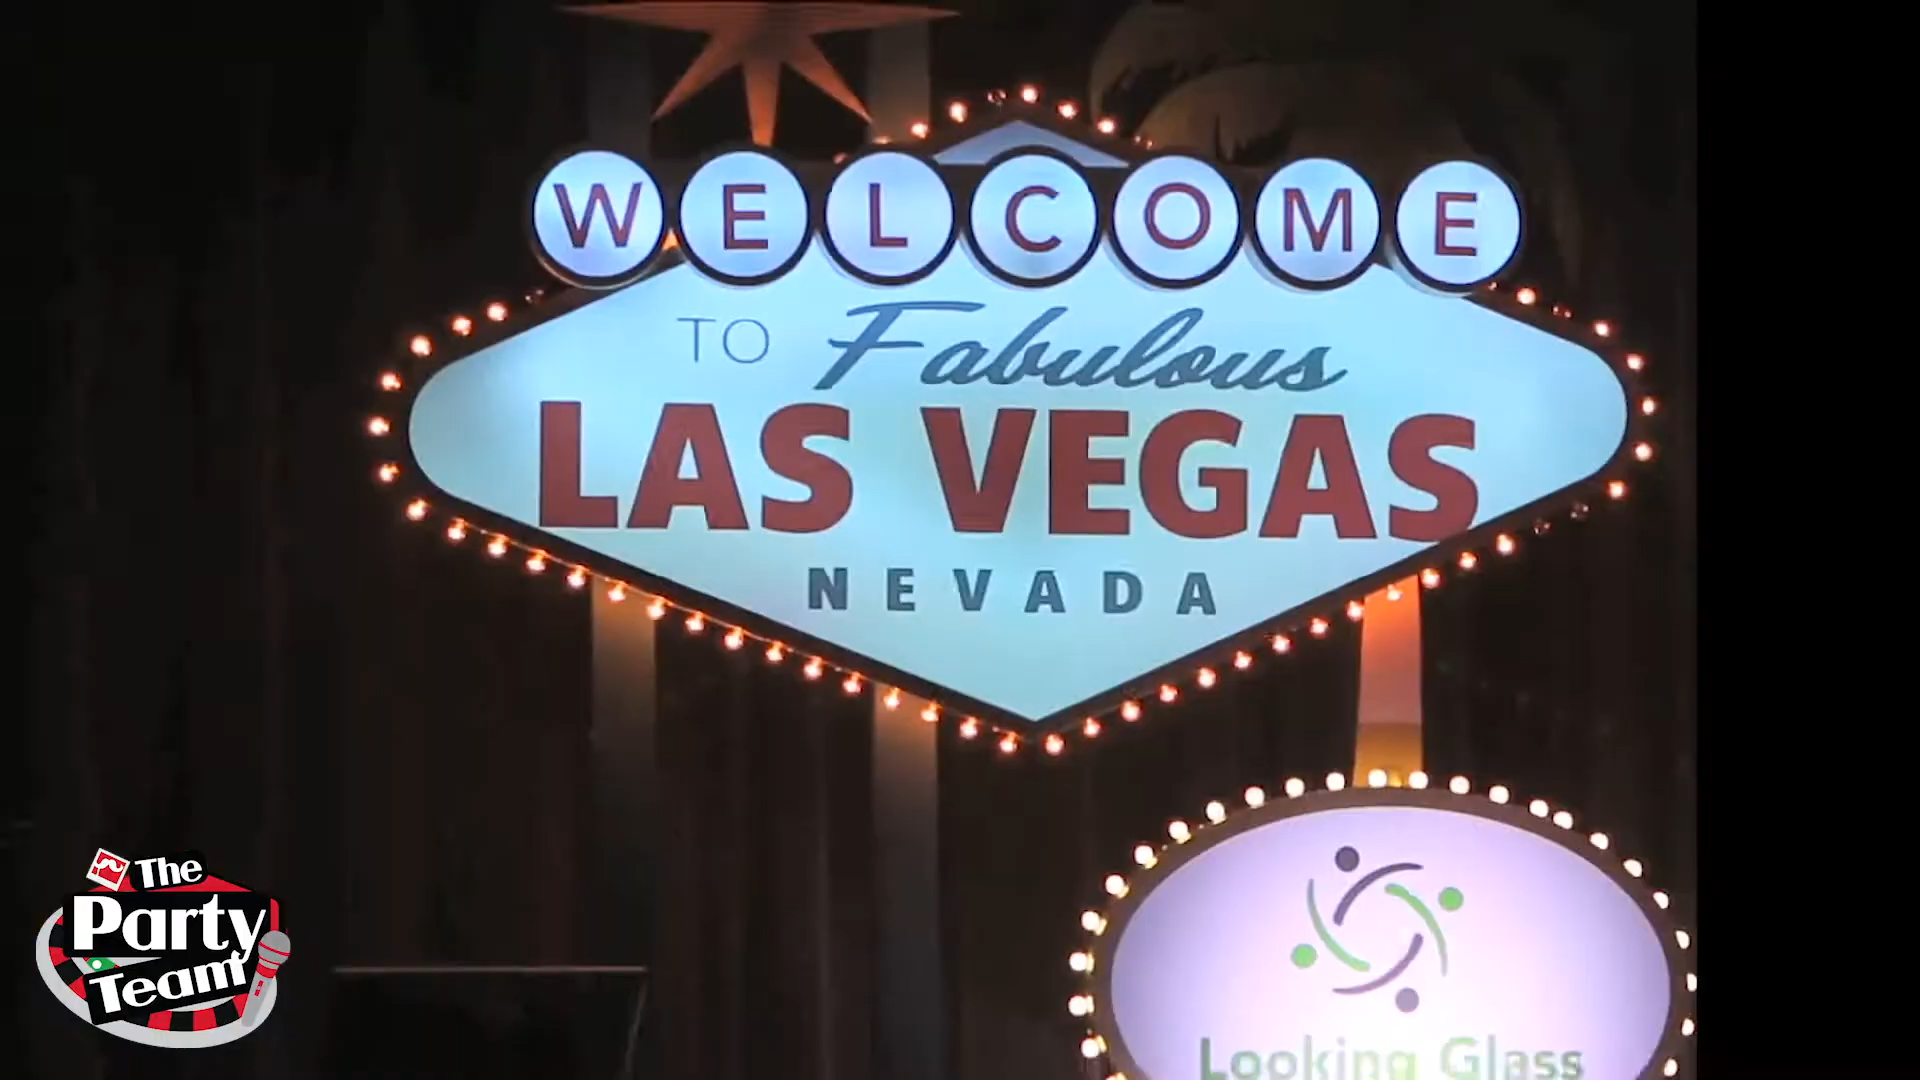 WELCOME
TO Fabulous
LAS VEGAS
NEVADA
Looking Glass
The
Party
Team